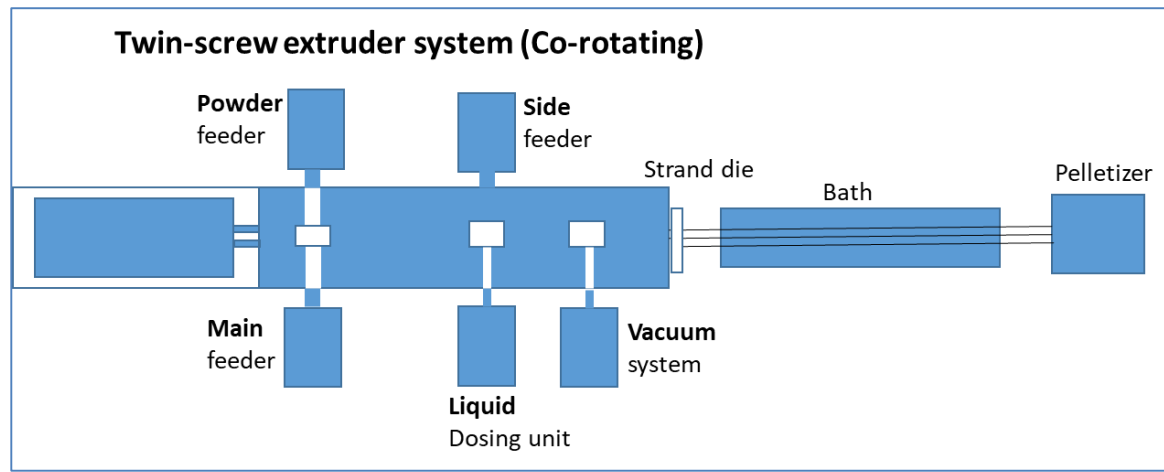 Twin-screw extruder system (Co-rotating)
Powder
feeder
Side
feeder
Strand die
Bath
Pelletizer
Main
feeder
Liquid
Dosing unit
Vacuum
system